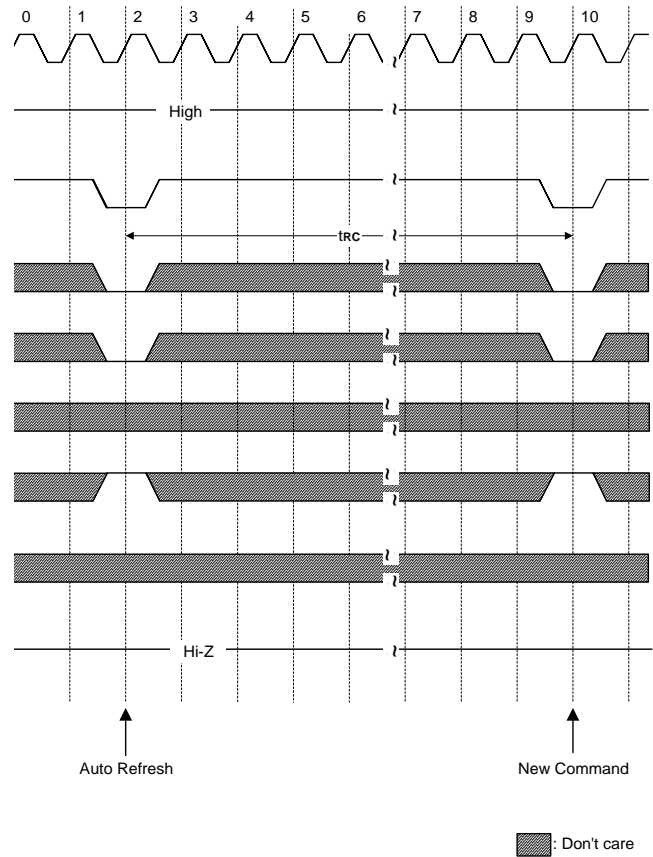 0 1 2 3 4 5 6 7 8 9 10
High
tRC
Hi-Z
Auto Refresh New Command
: Don't care